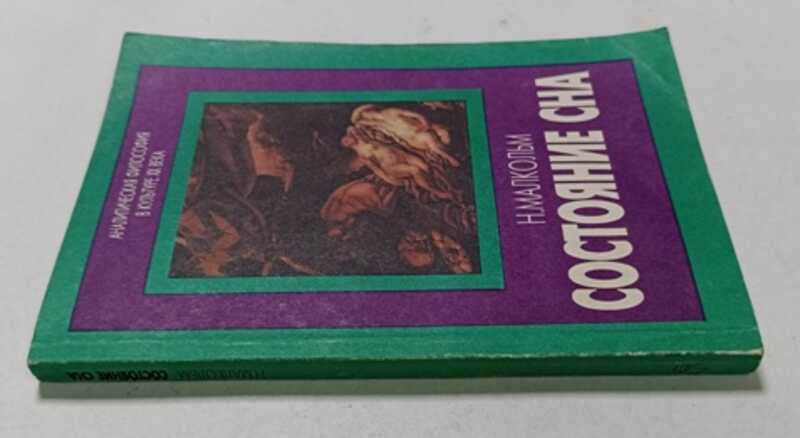 АНАЛИТИЧЕСКАЯ ФИЛОСОФИЯ
В КУЛЬТУРЕ XX ВЕКА
Н.МАЛКОЛЬМ
СОСТОЯНИЕ СНА
Н.МАЛКОЛЬМ СОСТОЯНИЕ СНА